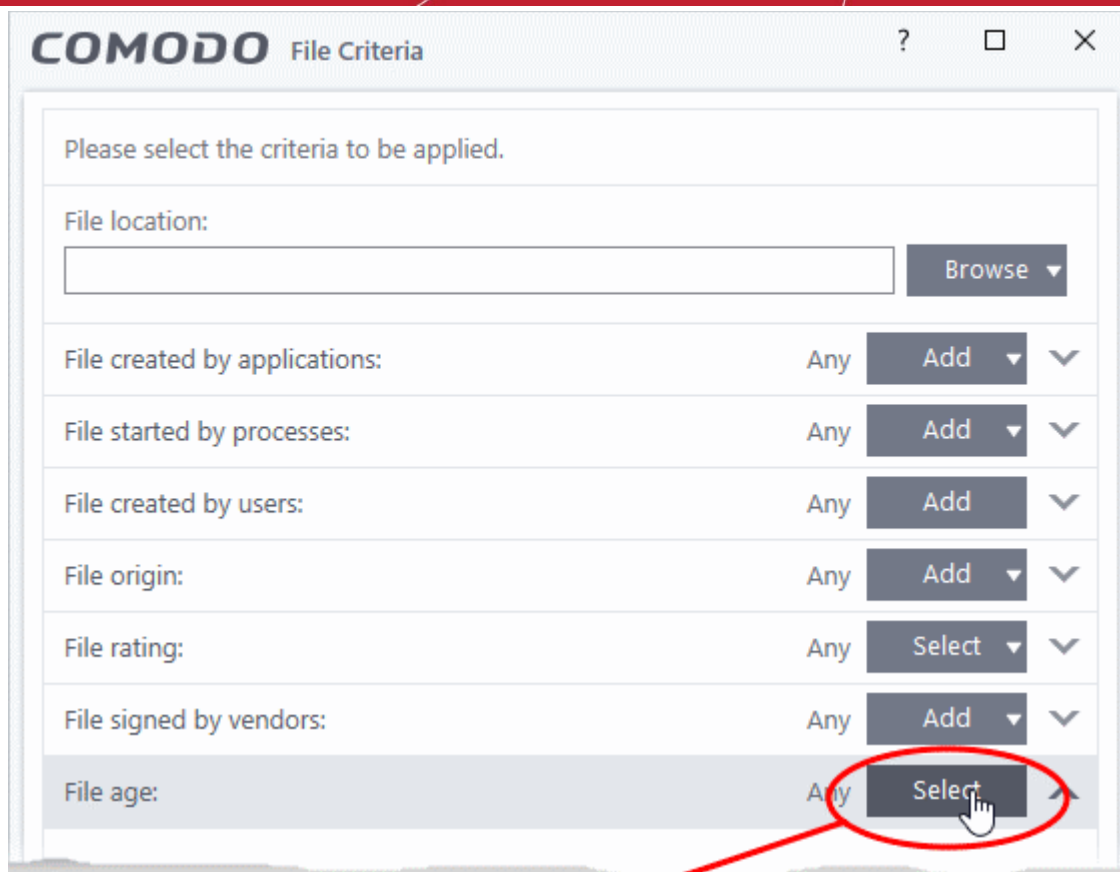 COMODO File Criteria ?
Please select the criteria to be applied.
File location:
Browse
File created by applications: Any Add
File started by processes: Any Add
File created by users: Any Add
File origin: Any Add
File rating: Any Select
File signed by vendors: Any Add
File age: Any Select